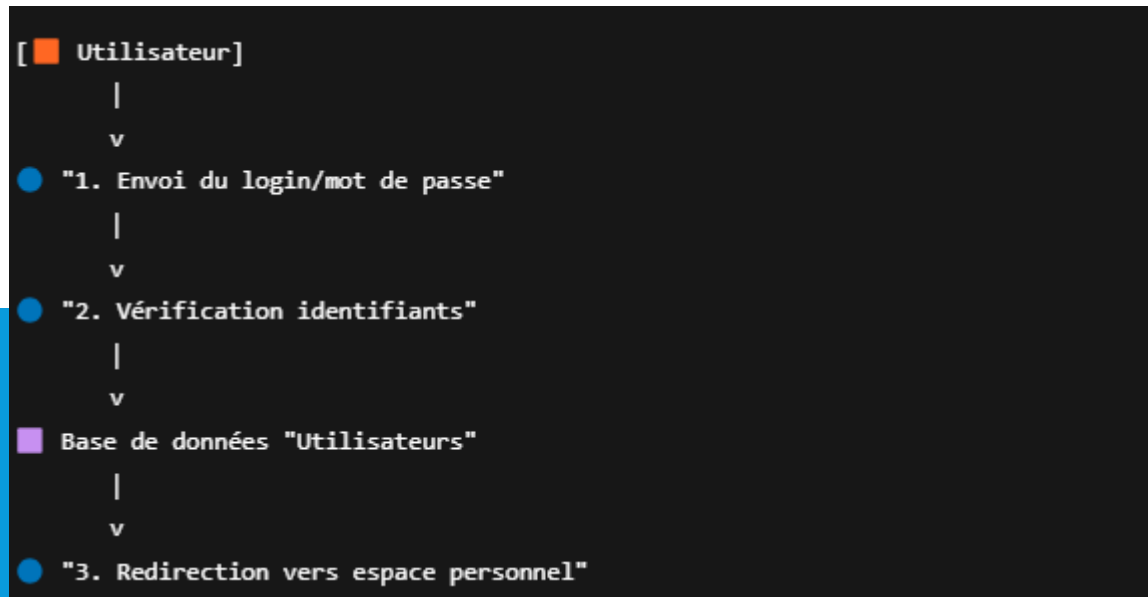 [🟧 Utilisateur]
|
v
🔵 "1. Envoi du login/mot de passe"
|
v
🔵 "2. Vérification identifiants"
|
v
🟪 Base de données "Utilisateurs"
|
v
🔵 "3. Redirection vers espace personnel"